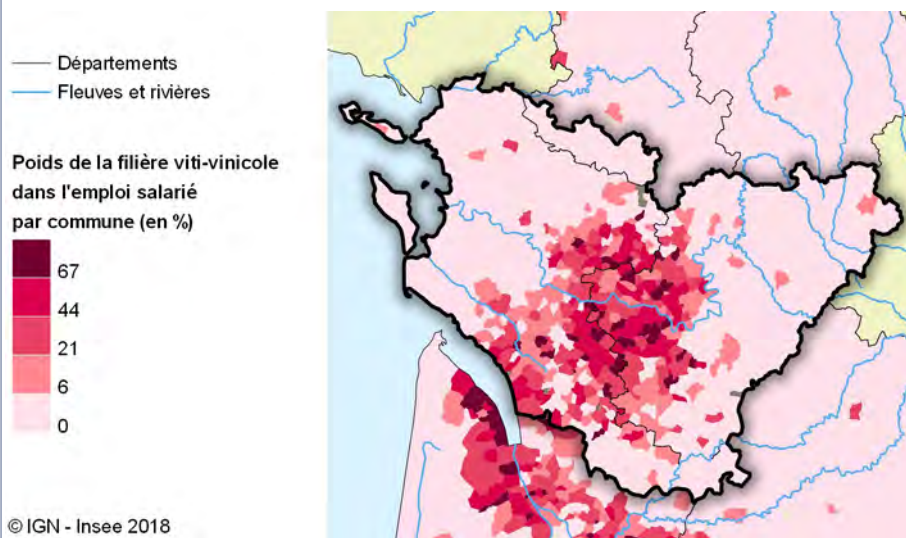 Départements
Fleuves et rivières
Poids de la filière viti-vinicole
dans l'emploi salarié
par commune (en %)
67
44
21
6
0
© IGN - Insee 2018